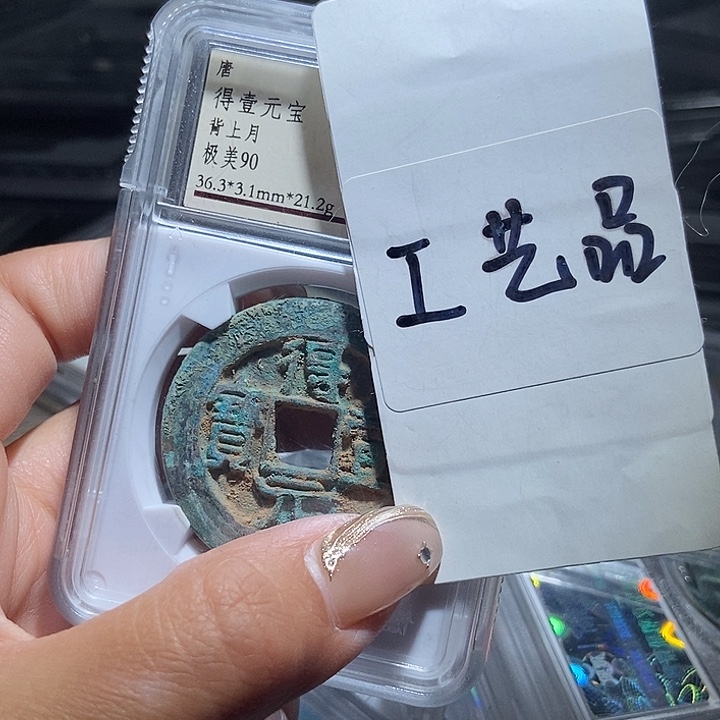 唐
得壹元宝
背上月
极美90
36.3*3.1mm*21.2g
工艺品